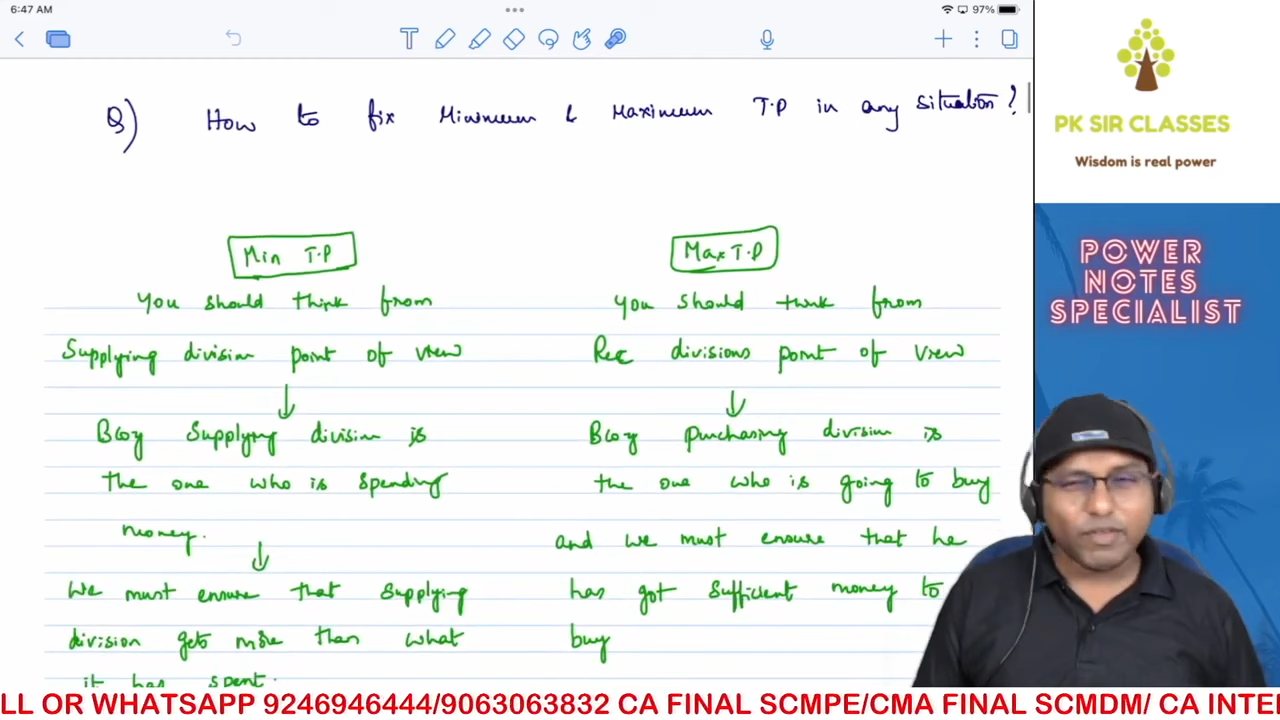 6:47 AM
97%
Q) How to fix Minimum & Maximum T.P in any situation?
Min T.P
You should think from
Supplying division point of view
Bcoz Supplying division is
the one who is spending
money.
We must ensure that supplying
division gets more than what
it has spent.
Max T.P
You should think from
Rec divisions point of view
Bcoz purchasing division is
the one who is going to buy
and we must ensure that he
has got sufficient money to
buy
PK SIR CLASSES
Wisdom is real power
POWER
NOTES
SPECIALIST
LL OR WHATSAPP 9246946444/9063063832 CA FINAL SCMPE/CMA FINAL SCMDM/ CA INTE